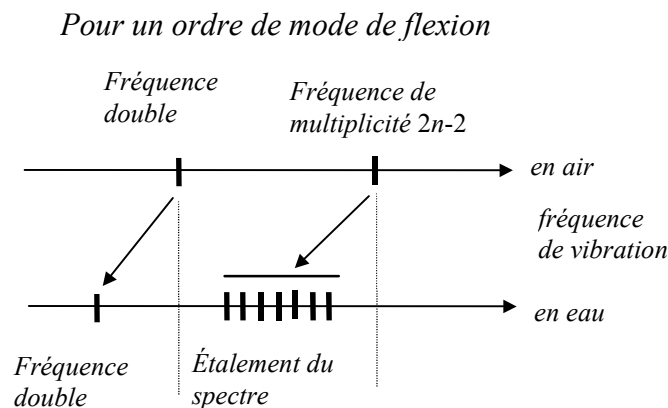 Pour un ordre de mode de flexion
Fréquence
double
Fréquence de
multiplicité 2n-2
en air
fréquence
de vibration
en eau
Fréquence
double
Étalement du
spectre